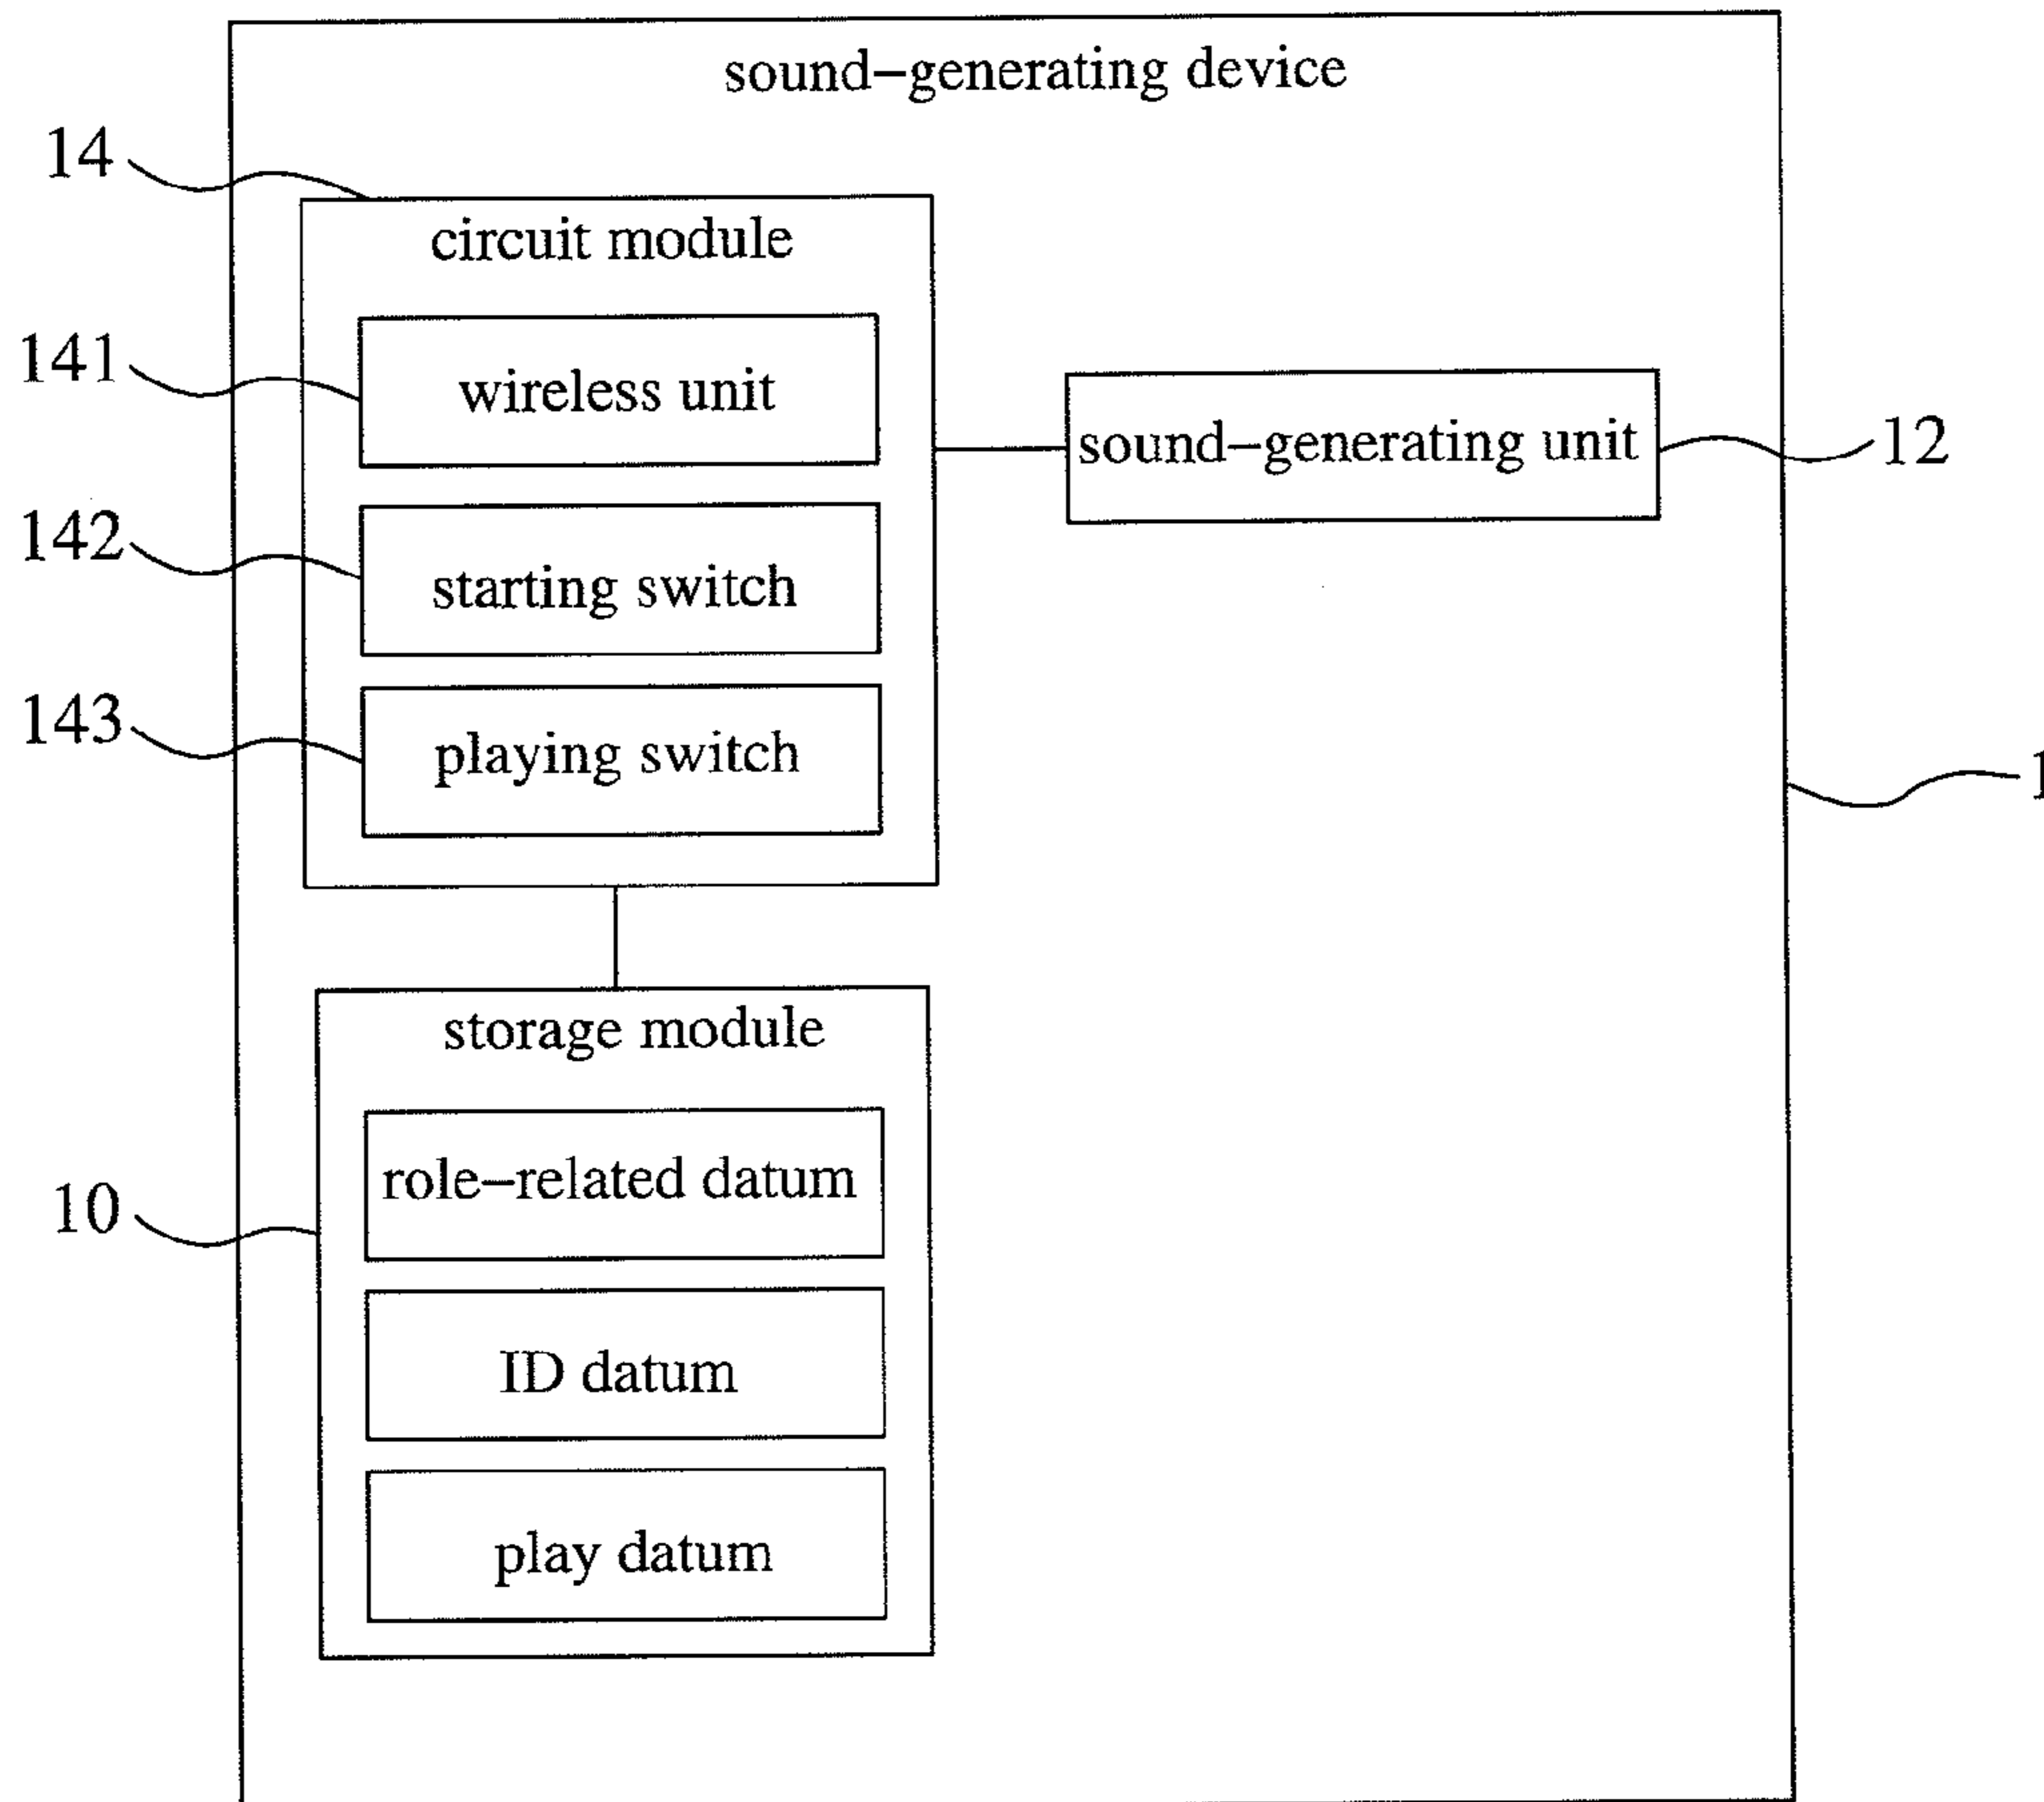 sound–generating device
14
circuit module
141
wireless unit
sound–generating unit
12
142
starting switch
143
playing switch
1
storage module
role–related datum
10
ID datum
play datum